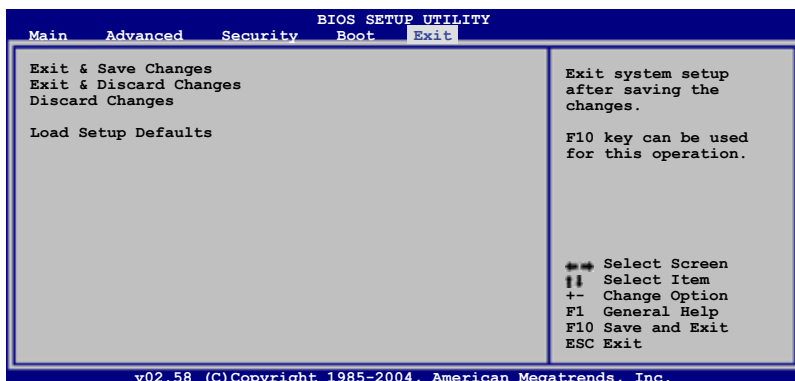 BIOS SETUP UTILITY
Main Advanced Security Boot Exit
Exit & Save Changes
Exit & Discard Changes
Discard Changes
Load Setup Defaults
Exit system setup
after saving the
changes.
F10 key can be used
for this operation.
Select Screen
Select Item
+- Change Option
F1 General Help
F10 Save and Exit
ESC Exit
v02.58 (C)Copyright 1985-2004, American Megatrends, Inc.